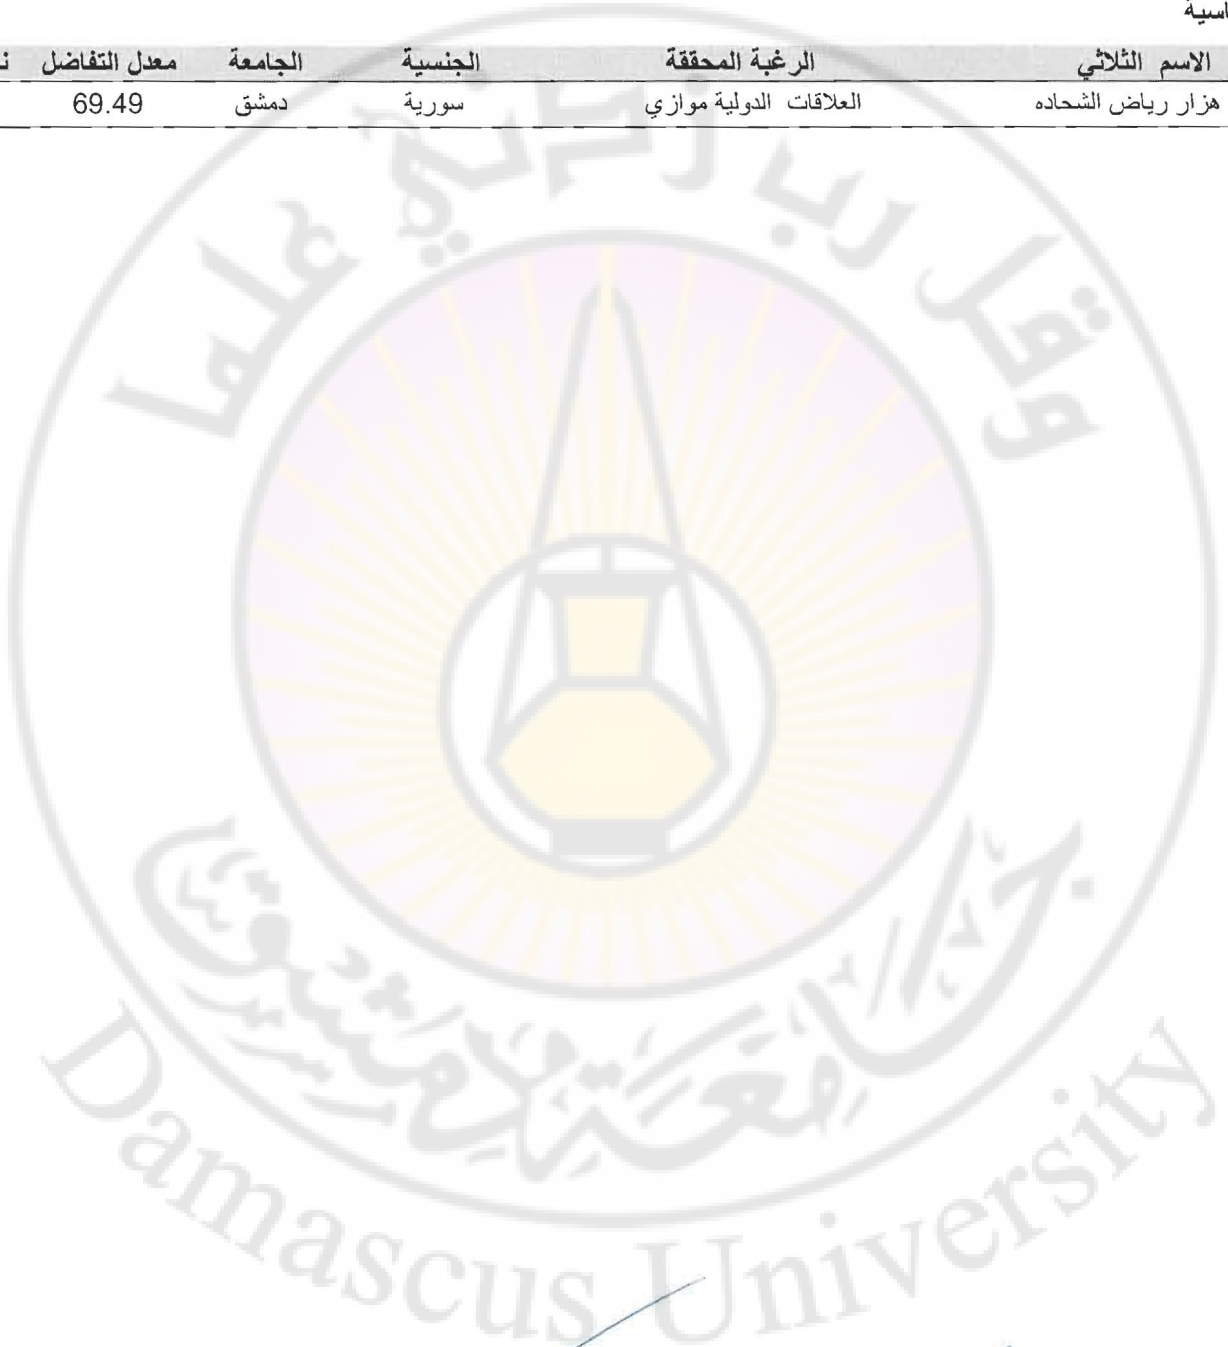 الاسم الثلاثي الرغبة المحققة الجنسية الجامعة معدل التفاضل
هزار رياض الشحاده العلاقات الدولية موازي سورية دمشق 69.49
وقل رب زدني علما
جامعة دمشق
Damascus University